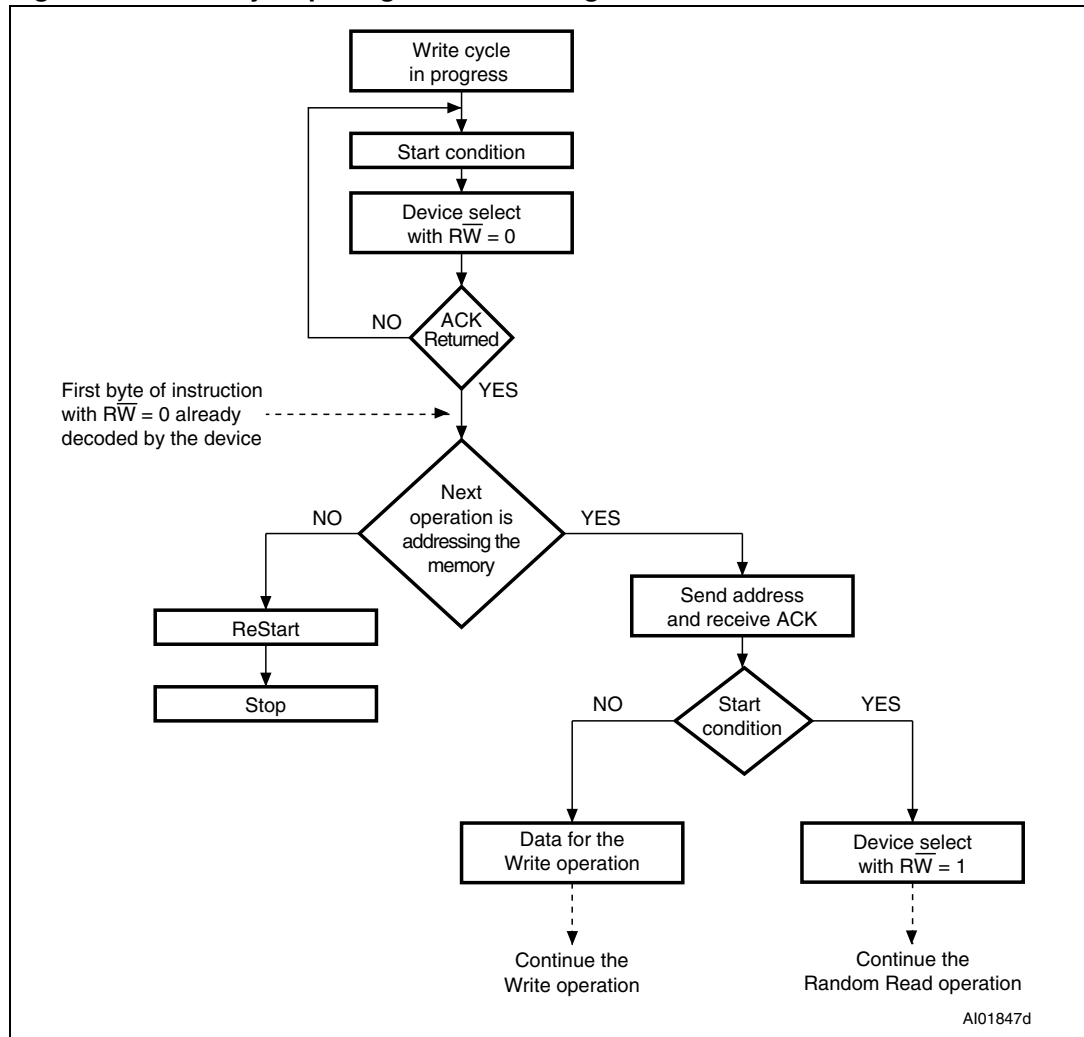 Write cycle
in progress
Start condition
Device select
with RW̅ = 0
ACK
Returned
NO
YES
First byte of instruction
with RW̅ = 0 already
decoded by the device
Next
operation is
addressing the
memory
NO
YES
ReStart
Stop
Send address
and receive ACK
Start
condition
NO
YES
Data for the
Write operation
Device select
with RW̅ = 1
Continue the
Write operation
Continue the
Random Read operation
AI01847d